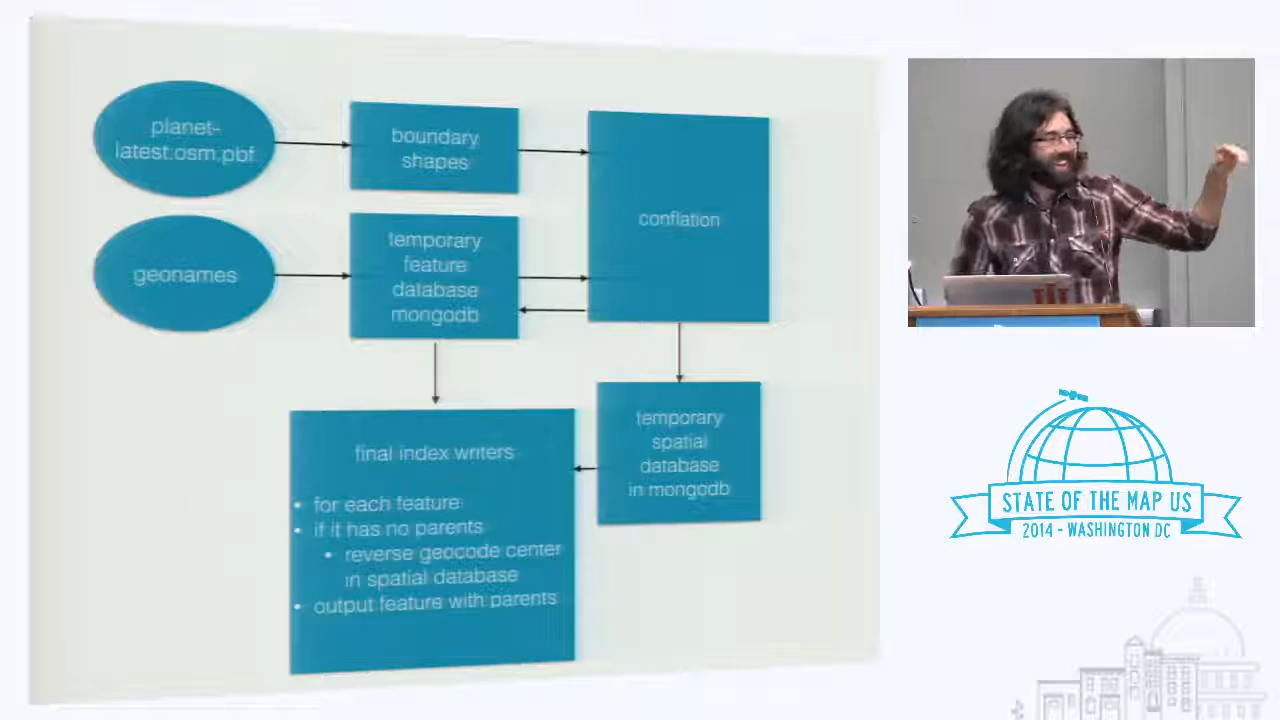 planet-
latest.osm.pbf
boundary
shapes
conflation
geonames
temporary
feature
database
mongodb
temporary
spatial
database
in mongodb
final index writers
• for each feature
• if it has no parents
• reverse geocode center
in spatial database
• output feature with parents
STATE OF THE MAP US
2014 - WASHINGTON DC